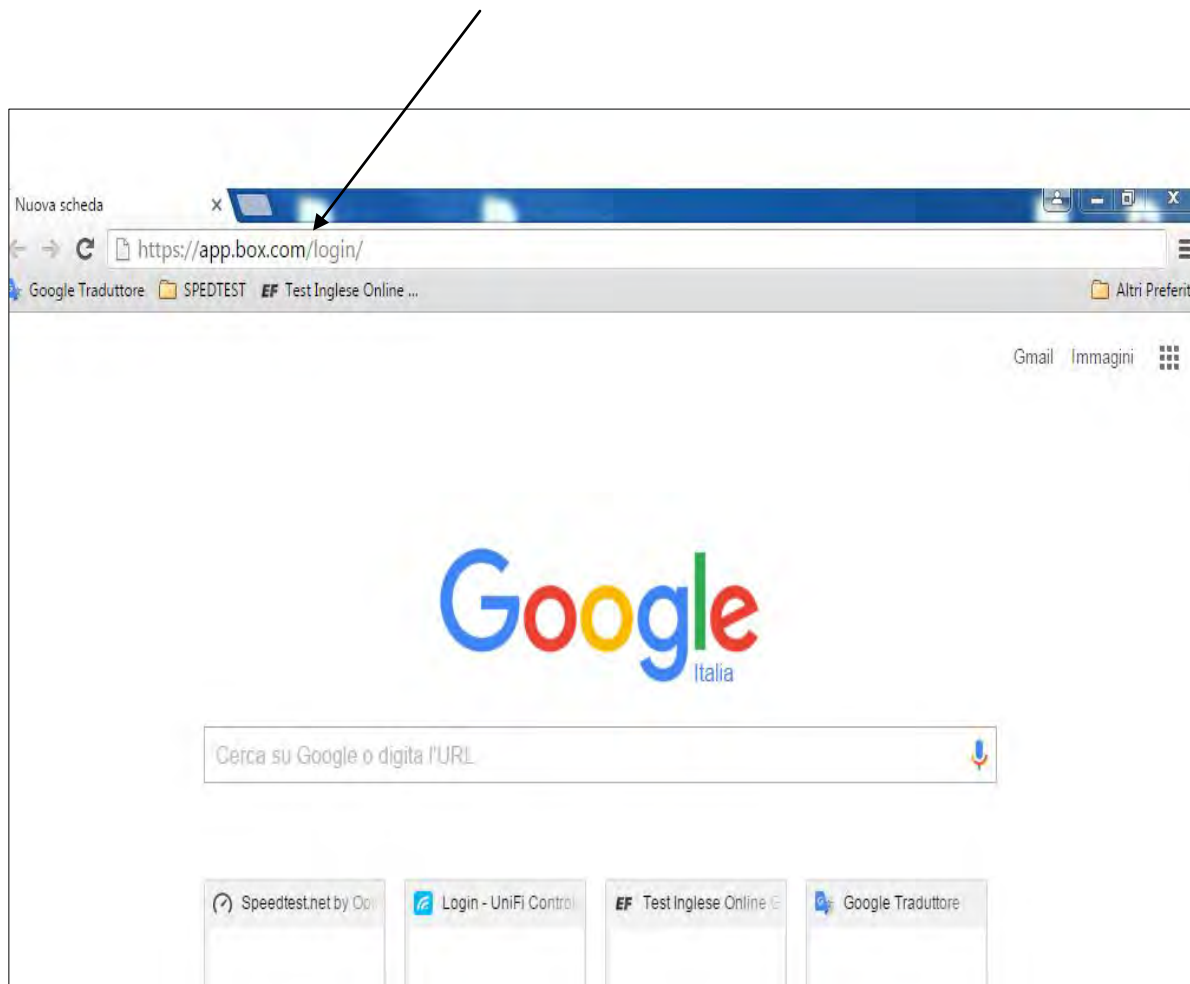 Nuova scheda
https://app.box.com/login/
Google Traduttore SPEDTEST EF Test Inglese Online ... Altri Preferit
Gmail Immagini
Google
Italia
Cerca su Google o digita l'URL
Speedtest.net by Oo EF Login - UniFi Control EF Test Inglese Online G Google Traduttore